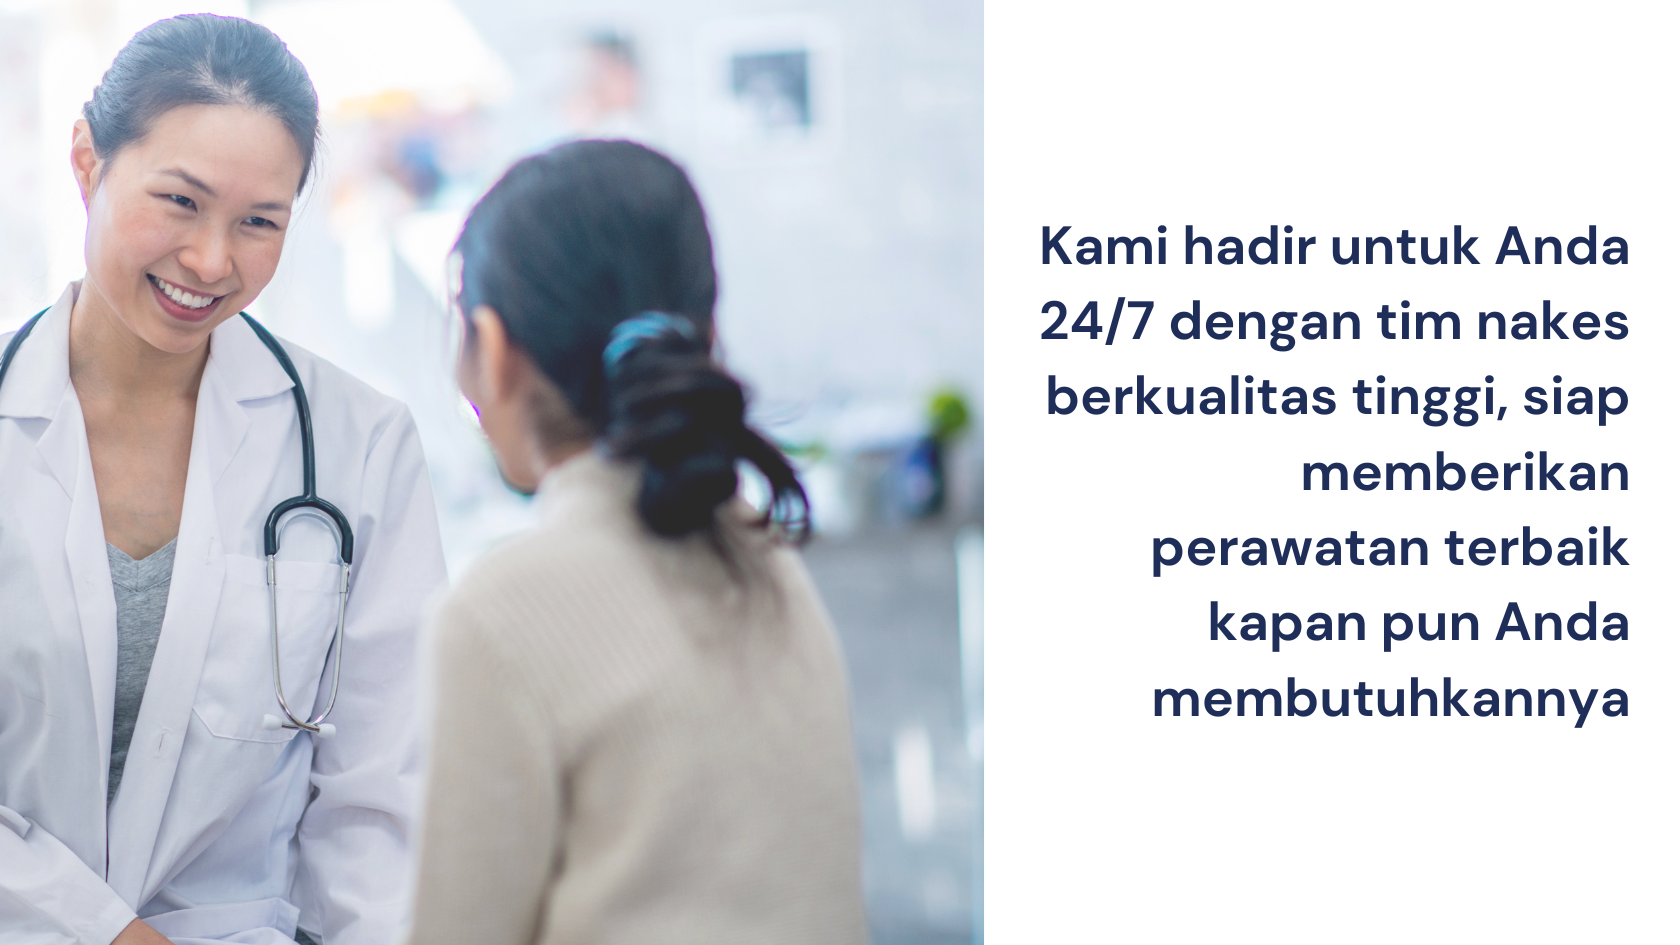 Kami hadir untuk Anda
24/7 dengan tim nakes
berkualitas tinggi, siap
memberikan
perawatan terbaik
kapan pun Anda
membutuhkannya